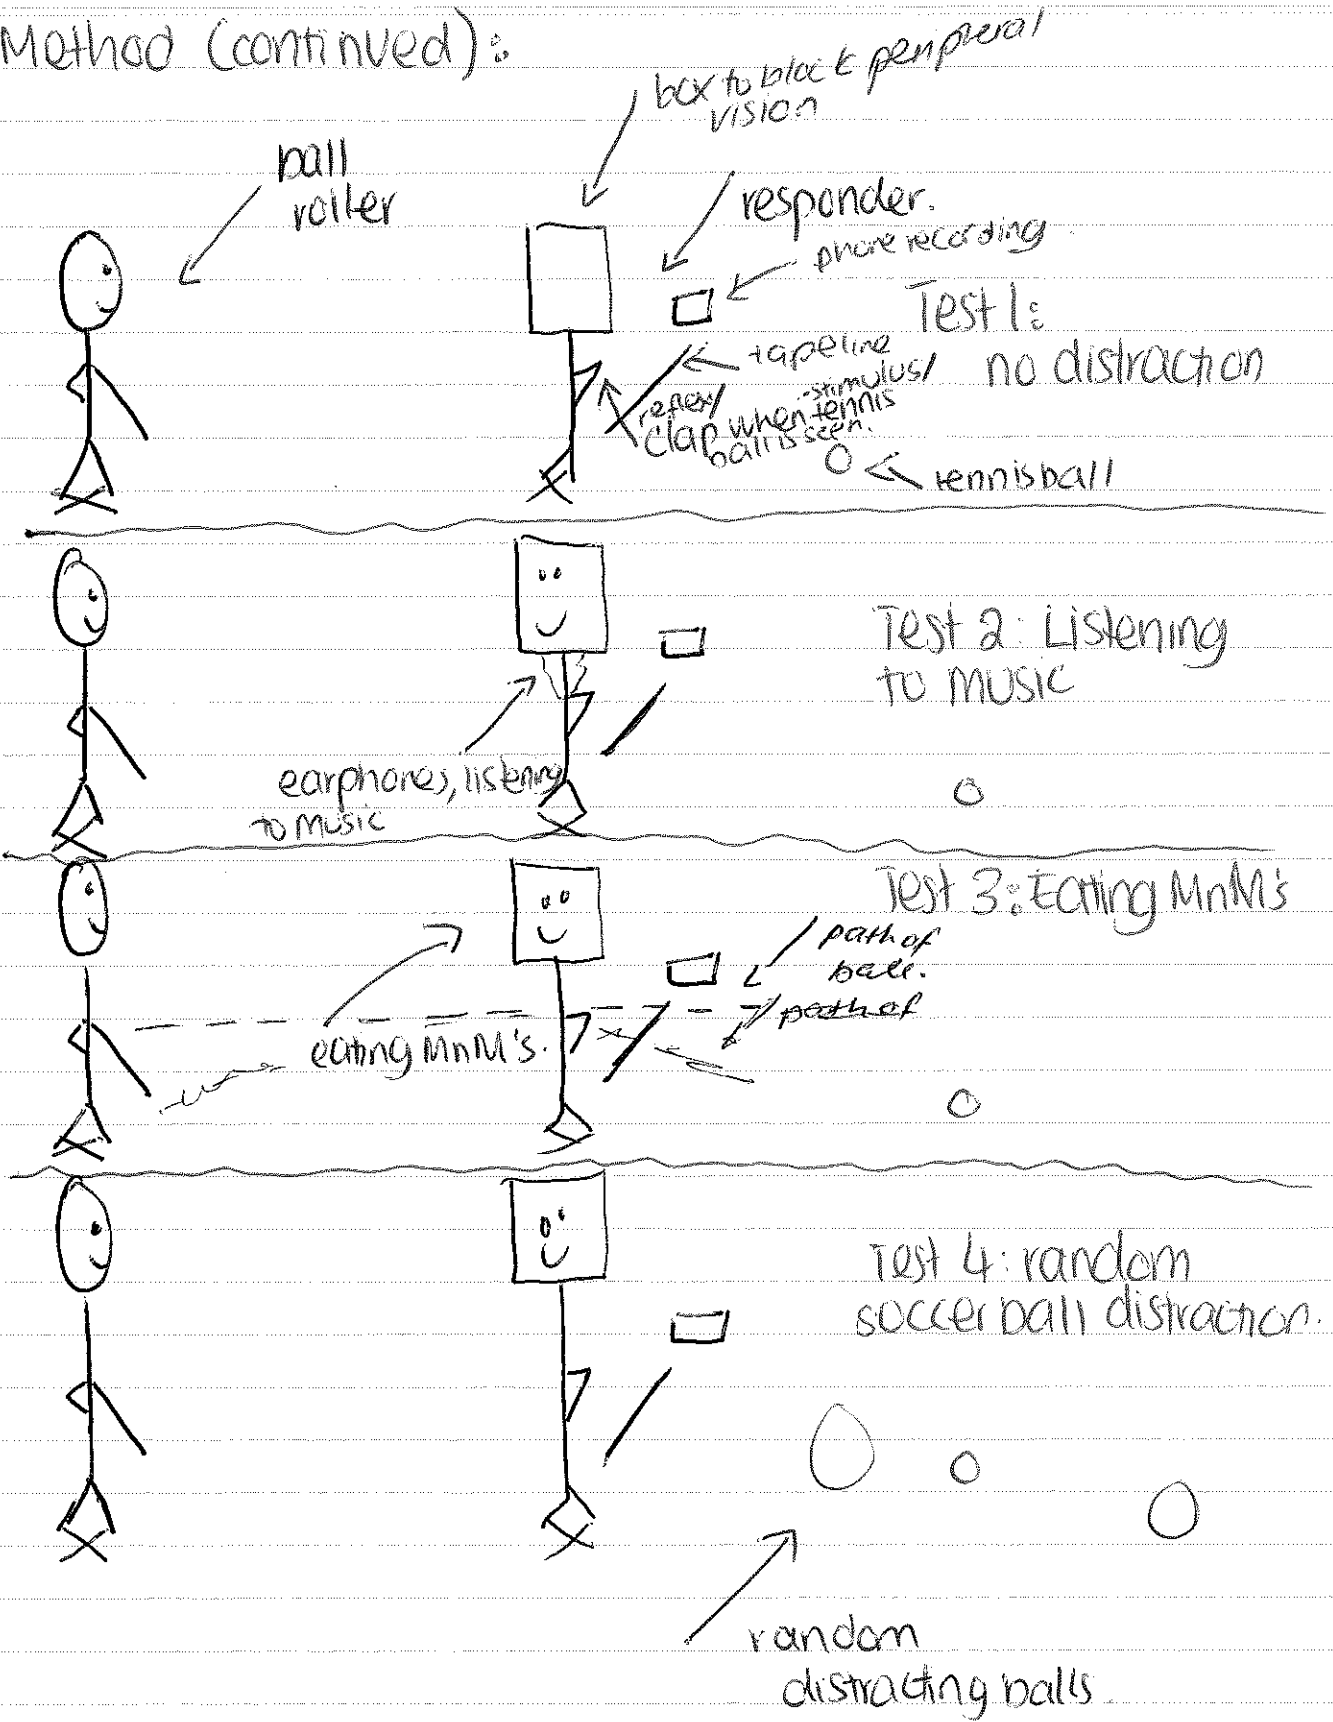 Method (continued):
box to block peripheral
vision
ball
roller
responder.
phone recording
Test 1:
no distraction
tapeline
reflex/
-stimulus/
clap when tennis
ball is seen.
tennis ball
Test 2: Listening
to music
earphones, listening
to music
Test 3: Eating MnM's
path of
ball.
path of
eating MnM's.
Test 4: random
soccer ball distraction.
random
distracting balls